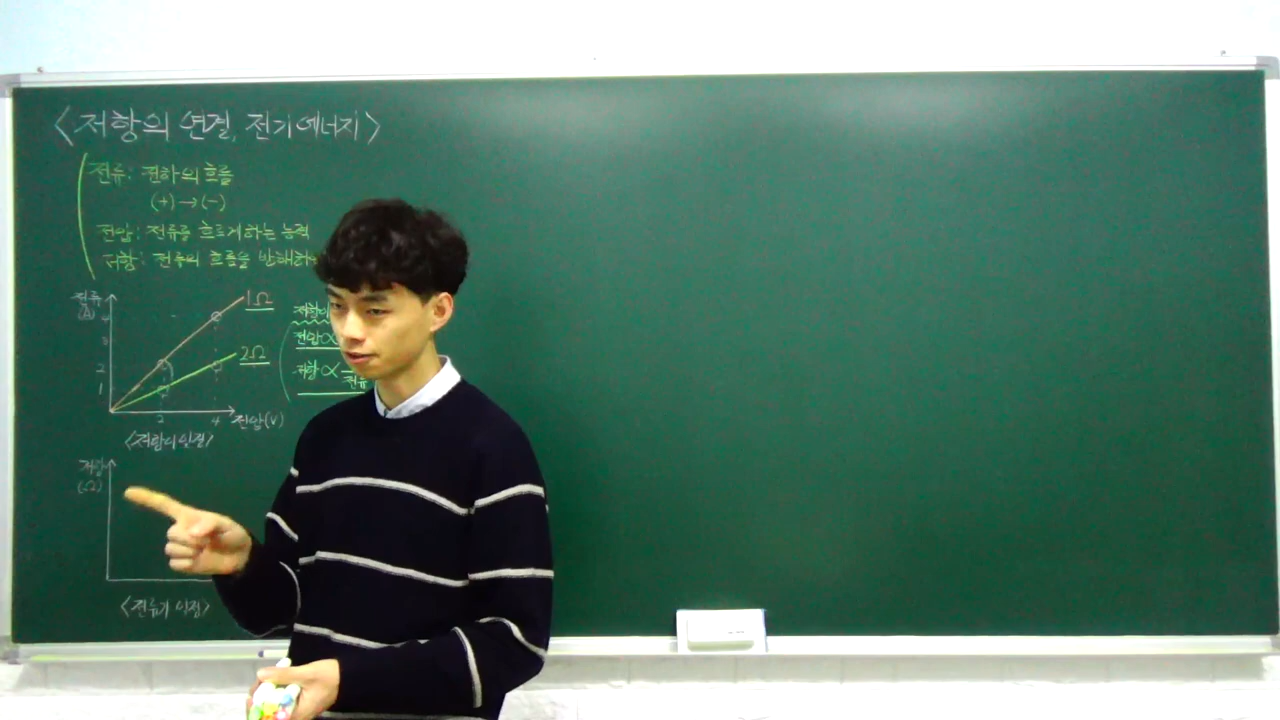 <저항의 연결, 전기에너지>
전류: 전하의 흐름
(+)→(-)
전압: 전류를 흐르게하는 능력
저항: 전류의 흐름을 방해하
전류
(A)
4
3
2
1
1Ω
2Ω
2
4
전압(V)
<저항이 일정>
저항이
전압∝
저항∝
전류
저항
(Ω)
<전류가 일정>